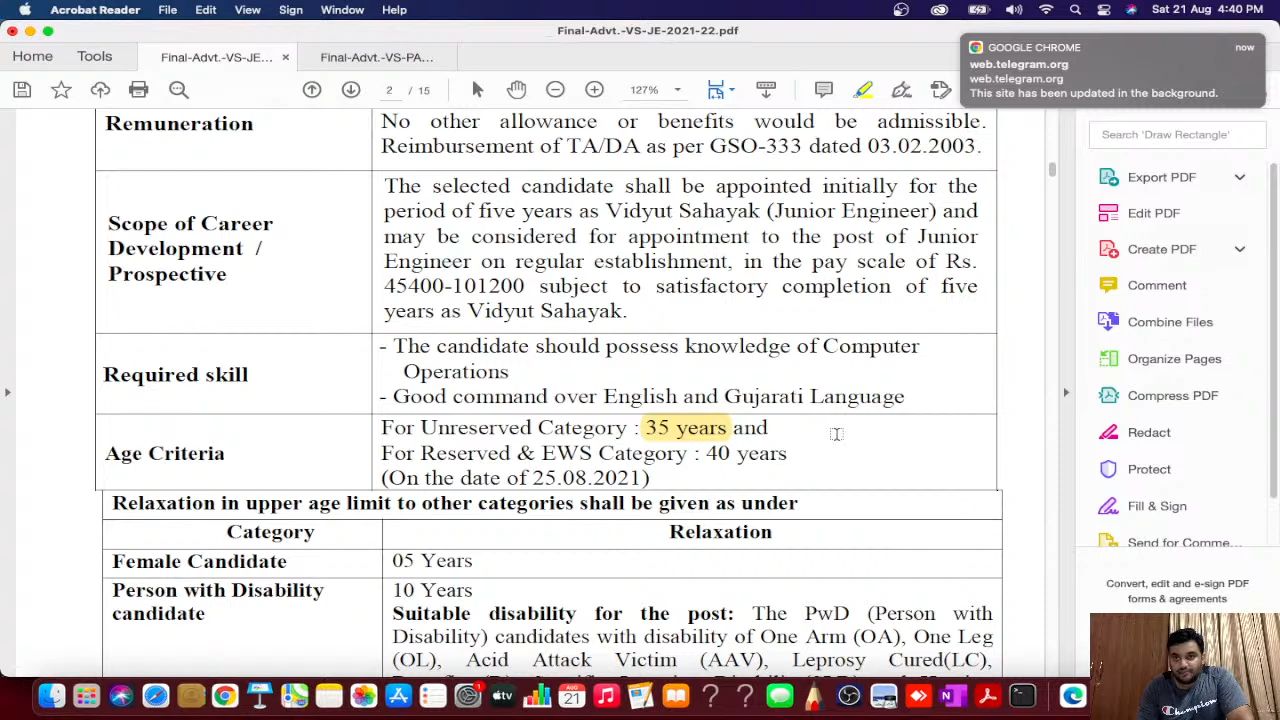 Acrobat Reader File Edit View Sign Window Help
Sat 21 Aug 4:40 PM
Final-Advt.-VS-JE-2021-22.pdf
Home Tools Final-Advt.-VS-JE... × Final-Advt.-VS-PA...
GOOGLE CHROME now
web.telegram.org
web.telegram.org
This site has been updated in the background.
2 / 15 127%
Search 'Draw Rectangle'
Remuneration
No other allowance or benefits would be admissible.
Reimbursement of TA/DA as per GSO-333 dated 03.02.2003.
Scope of Career
Development /
Prospective
The selected candidate shall be appointed initially for the
period of five years as Vidyut Sahayak (Junior Engineer) and
may be considered for appointment to the post of Junior
Engineer on regular establishment, in the pay scale of Rs.
45400-101200 subject to satisfactory completion of five
years as Vidyut Sahayak.
Required skill
- The candidate should possess knowledge of Computer
Operations
- Good command over English and Gujarati Language
Age Criteria
For Unreserved Category : 35 years and
For Reserved & EWS Category : 40 years
(On the date of 25.08.2021)
Relaxation in upper age limit to other categories shall be given as under
Category Relaxation
Female Candidate 05 Years
Person with Disability
candidate
10 Years
Suitable disability for the post: The PwD (Person with
Disability) candidates with disability of One Arm (OA), One Leg
(OL), Acid Attack Victim (AAV), Leprosy Cured(LC),
Export PDF
Edit PDF
Create PDF
Comment
Combine Files
Organize Pages
Compress PDF
Redact
Protect
Fill & Sign
Send for Comme...
Convert, edit and e-sign PDF
forms & agreements
AUG
21
tv
1
N
Champion